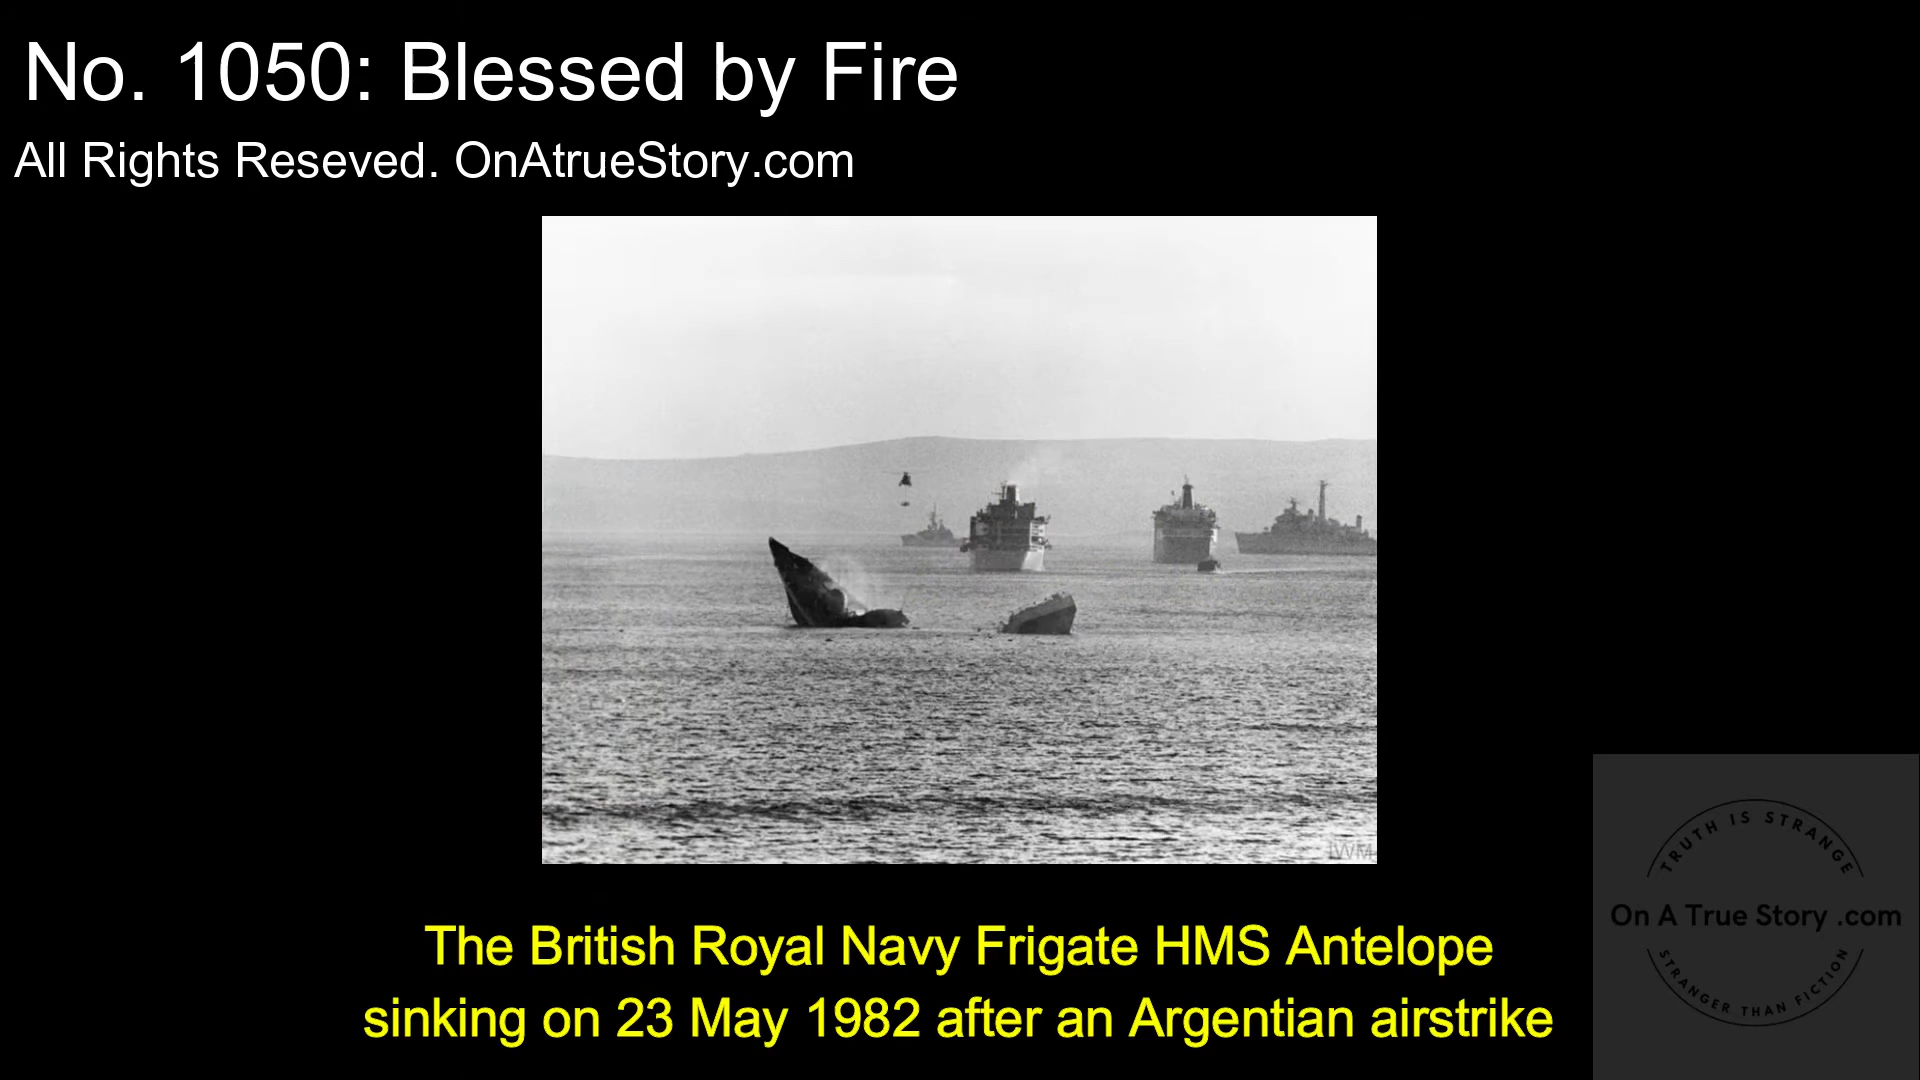 No. 1050: Blessed by Fire
All Rights Reseved. OnAtrueStory.com
IWM
The British Royal Navy Frigate HMS Antelope
sinking on 23 May 1982 after an Argentian airstrike
TRUTH IS STRANGE
On A True Story .com
STRANGER THAN FICTION